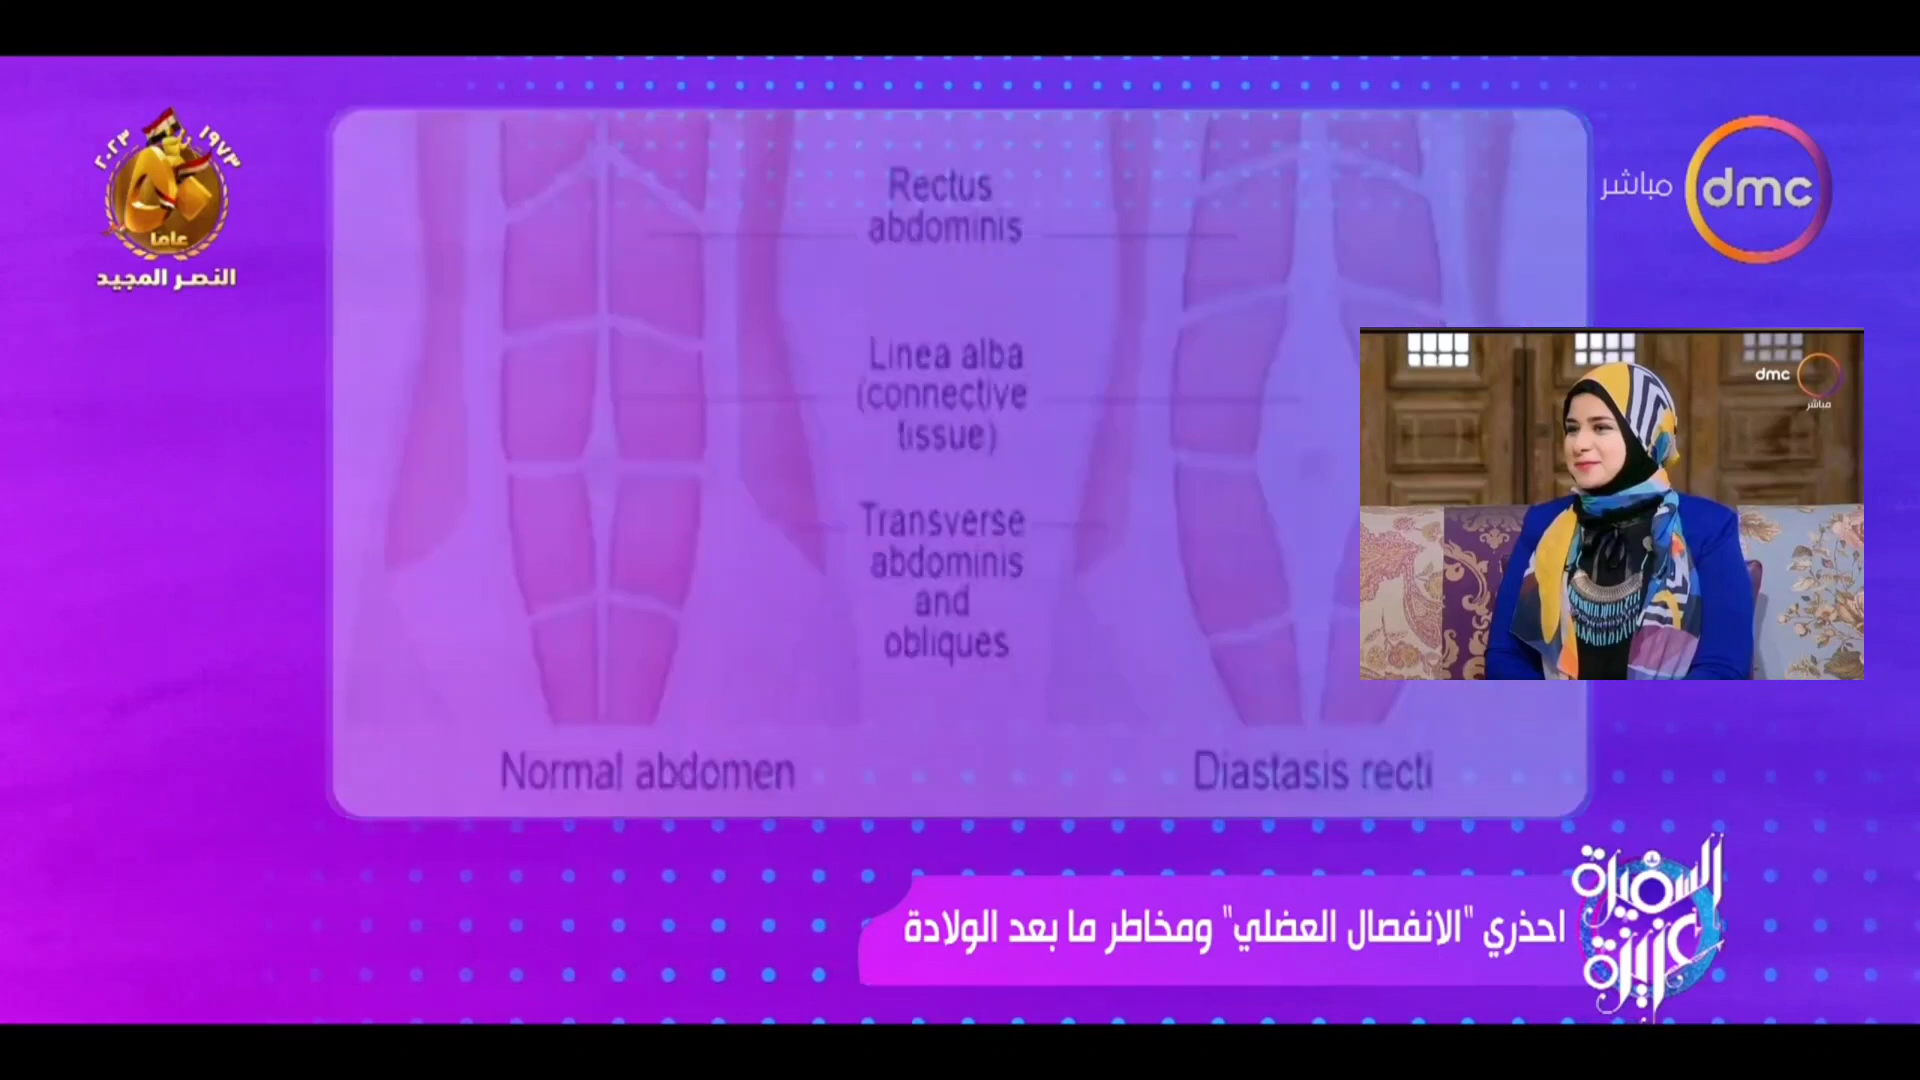 ١٩٧٣
٢٠٢٣
عاما
النصر المجيد
مباشر
dmc
Rectus
abdominis
Linea alba
(connective
tissue)
Transverse
abdominis
and
obliques
Normal abdomen
Diastasis recti
dmc
مباشر
احذري "الانفصال العضلي" ومخاطر ما بعد الولادة
السفيرة
عزيزة